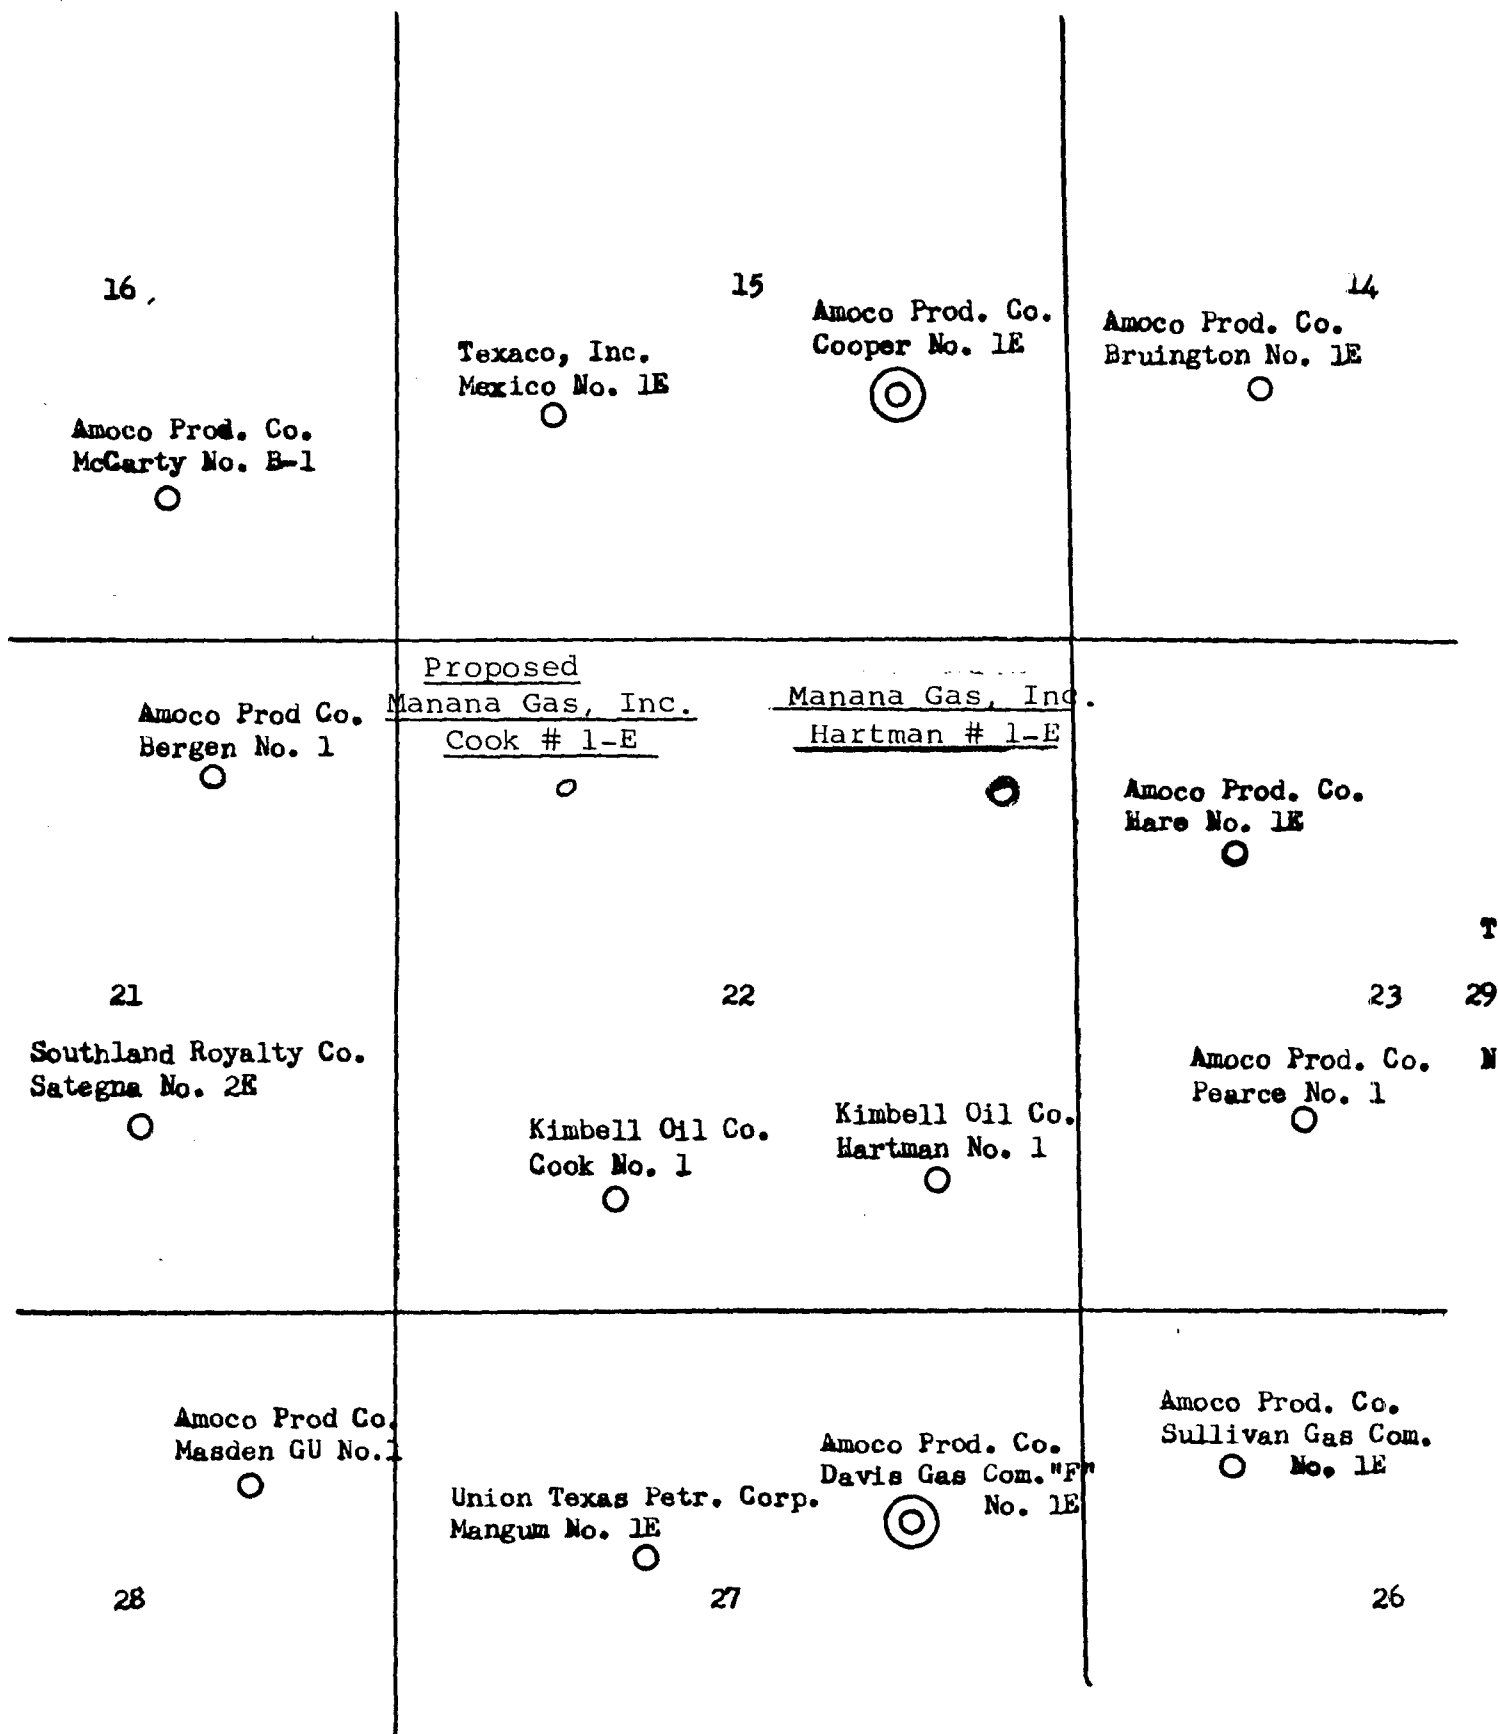 16
15
14
Amoco Prod. Co.
McCarty No. B-1
Texaco, Inc.
Mexico No. 1E
Amoco Prod. Co.
Cooper No. 1E
Amoco Prod. Co.
Bruington No. 1E
Amoco Prod Co.
Bergen No. 1
Proposed
Manana Gas, Inc.
Cook # 1-E
Manana Gas, Inc.
Hartman # 1-E
Amoco Prod. Co.
Hare No. 1E
T
29
N
21
22
23
Southland Royalty Co.
Sategna No. 2E
Kimbell Oil Co.
Cook No. 1
Kimbell Oil Co.
Hartman No. 1
Amoco Prod. Co.
Pearce No. 1
Amoco Prod Co.
Masden GU No.1
Union Texas Petr. Corp.
Mangum No. 1E
Amoco Prod. Co.
Davis Gas Com."F"
No. 1E
Amoco Prod. Co.
Sullivan Gas Com.
No. 1E
28
27
26